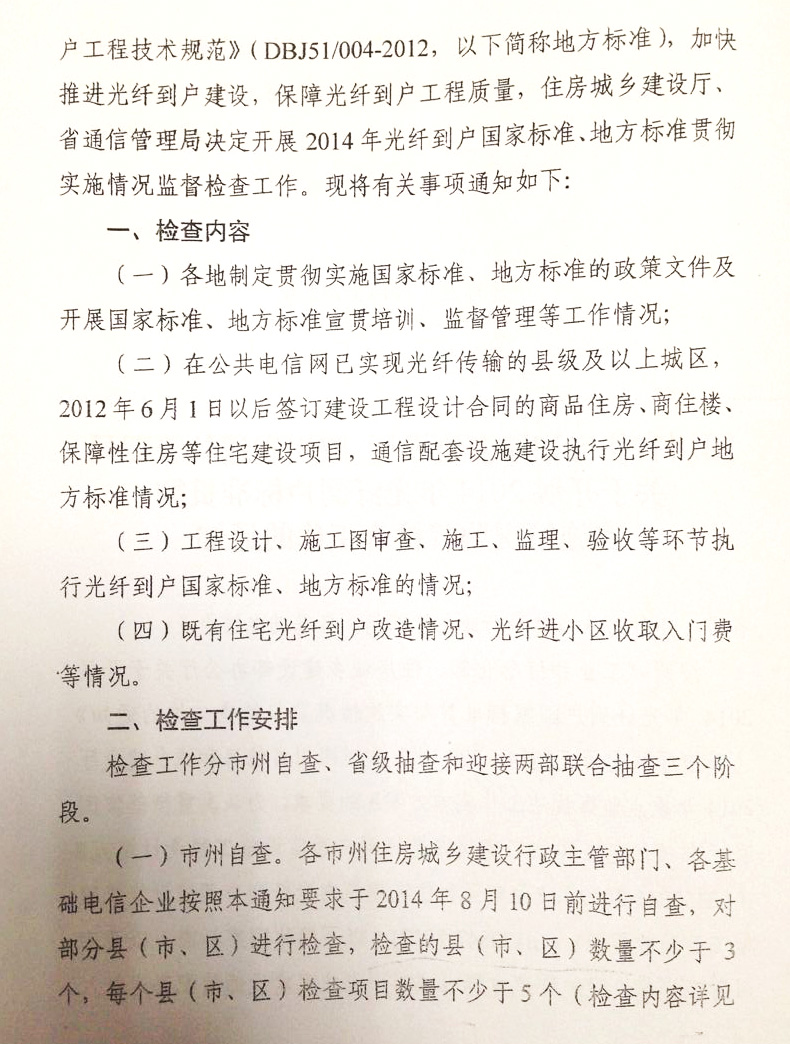 户工程技术规范》（DBJ51/004-2012，以下简称地方标准），加快
推进光纤到户建设，保障光纤到户工程质量，住房城乡建设厅、
省通信管理局决定开展 2014 年光纤到户国家标准、地方标准贯彻
实施情况监督检查工作。现将有关事项通知如下：
一、检查内容
（一）各地制定贯彻实施国家标准、地方标准的政策文件及
开展国家标准、地方标准宣贯培训、监督管理等工作情况；
（二）在公共电信网已实现光纤传输的县级及以上城区，
2012 年 6 月 1 日以后签订建设工程设计合同的商品住房、商住楼、
保障性住房等住宅建设项目，通信配套设施建设执行光纤到户地
方标准情况；
（三）工程设计、施工图审查、施工、监理、验收等环节执
行光纤到户国家标准、地方标准的情况；
（四）既有住宅光纤到户改造情况、光纤进小区收取入门费
等情况。
二、检查工作安排
检查工作分市州自查、省级抽查和迎接两部联合抽查三个阶
段。
（一）市州自查。各市州住房城乡建设行政主管部门、各基
础电信企业按照本通知要求于 2014 年 8 月 10 日前进行自查，对
部分县（市、区）进行检查，检查的县（市、区）数量不少于 3
个，每个县（市、区）检查项目数量不少于 5 个（检查内容详见